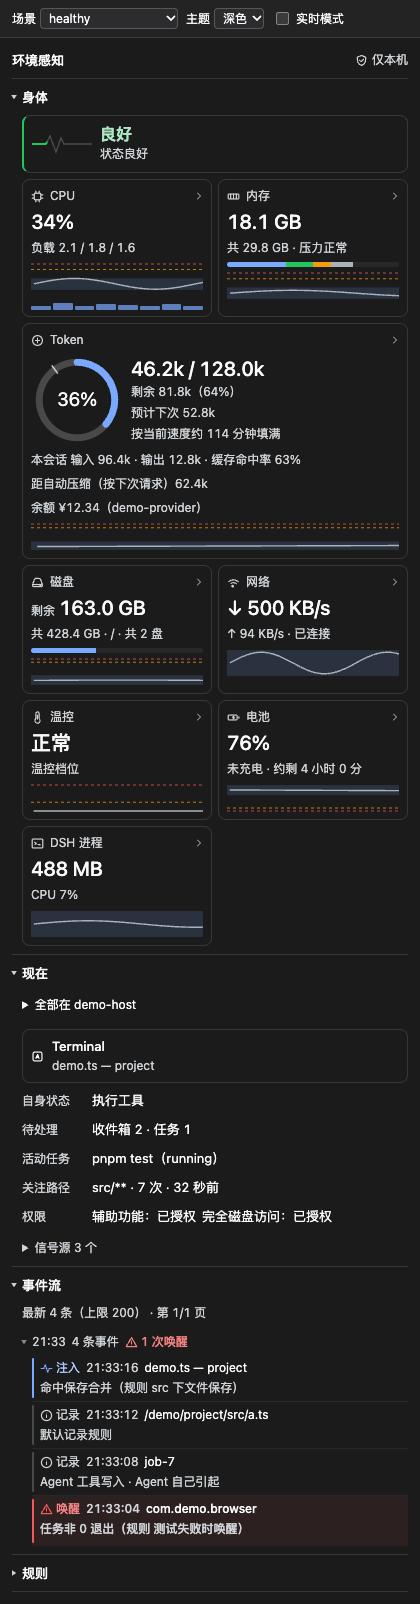 场景 healthy 主题 深色 实时模式
环境感知 仅本机
身体
良好
状态良好
CPU
34%
负载 2.1 / 1.8 / 1.6
内存
18.1 GB
共 29.8 GB · 压力正常
Token
36%
46.2k / 128.0k
剩余 81.8k（64%）
预计下次 52.8k
按当前速度约 114 分钟填满
本会话 输入 96.4k · 输出 12.8k · 缓存命中率 63%
距自动压缩（按下次请求）62.4k
余额 ¥12.34（demo-provider）
磁盘
剩余 163.0 GB
共 428.4 GB · / · 共 2 盘
网络
↓ 500 KB/s
↑ 94 KB/s · 已连接
温控
正常
温控档位
电池
76%
未充电 · 约剩 4 小时 0 分
DSH 进程
488 MB
CPU 7%
现在
全部在 demo-host
Terminal
demo.ts — project
自身状态 执行工具
待处理 收件箱 2 · 任务 1
活动任务 pnpm test（running）
关注路径 src/** · 7 次 · 32 秒前
权限 辅助功能：已授权 完全磁盘访问：已授权
信号源 3 个
事件流
最新 4 条（上限 200） · 第 1/1 页
21:33 4 条事件 1 次唤醒
注入 21:33:16 demo.ts — project
命中保存合并（规则 src 下文件保存）
记录 21:33:12 /demo/project/src/a.ts
默认记录规则
记录 21:33:08 job-7
Agent 工具写入 · Agent 自己引起
唤醒 21:33:04 com.demo.browser
任务非 0 退出（规则 测试失败时唤醒）
规则